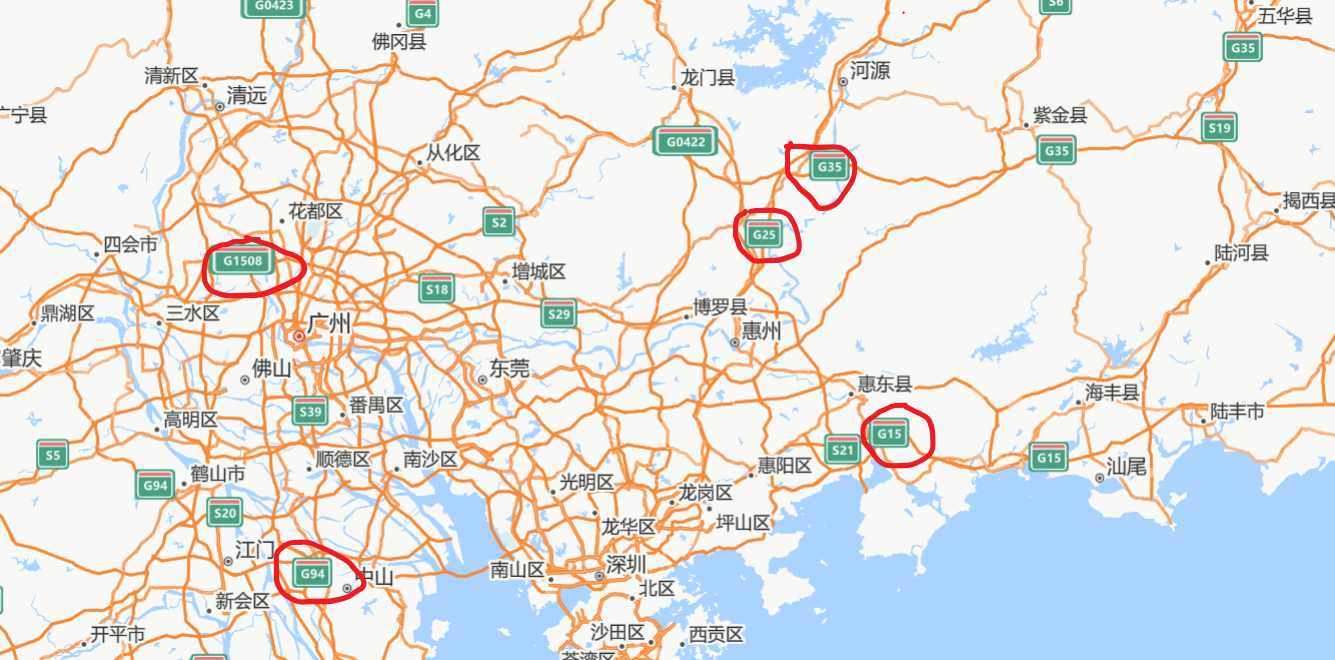 G0423
G4
S6
五华县
佛冈县
G35
清新区
龙门县
河源
清远
广宁县
紫金县
S19
G0422
G35
从化区
G35
揭西县
花都区
S2
G25
四会市
陆河县
G1508
增城区
S18
鼎湖区
三水区
S29
博罗县
广州
惠州
肇庆
佛山
东莞
惠东县
海丰县
S39
番禺区
陆丰市
高明区
G15
S5
S21
顺德区
南沙区
G15
惠阳区
汕尾
鹤山市
G94
光明区
龙岗区
S20
龙华区
坪山区
江门
G94
中山
南山区
深圳
北区
新会区
开平市
沙田区
西贡区
荃湾区